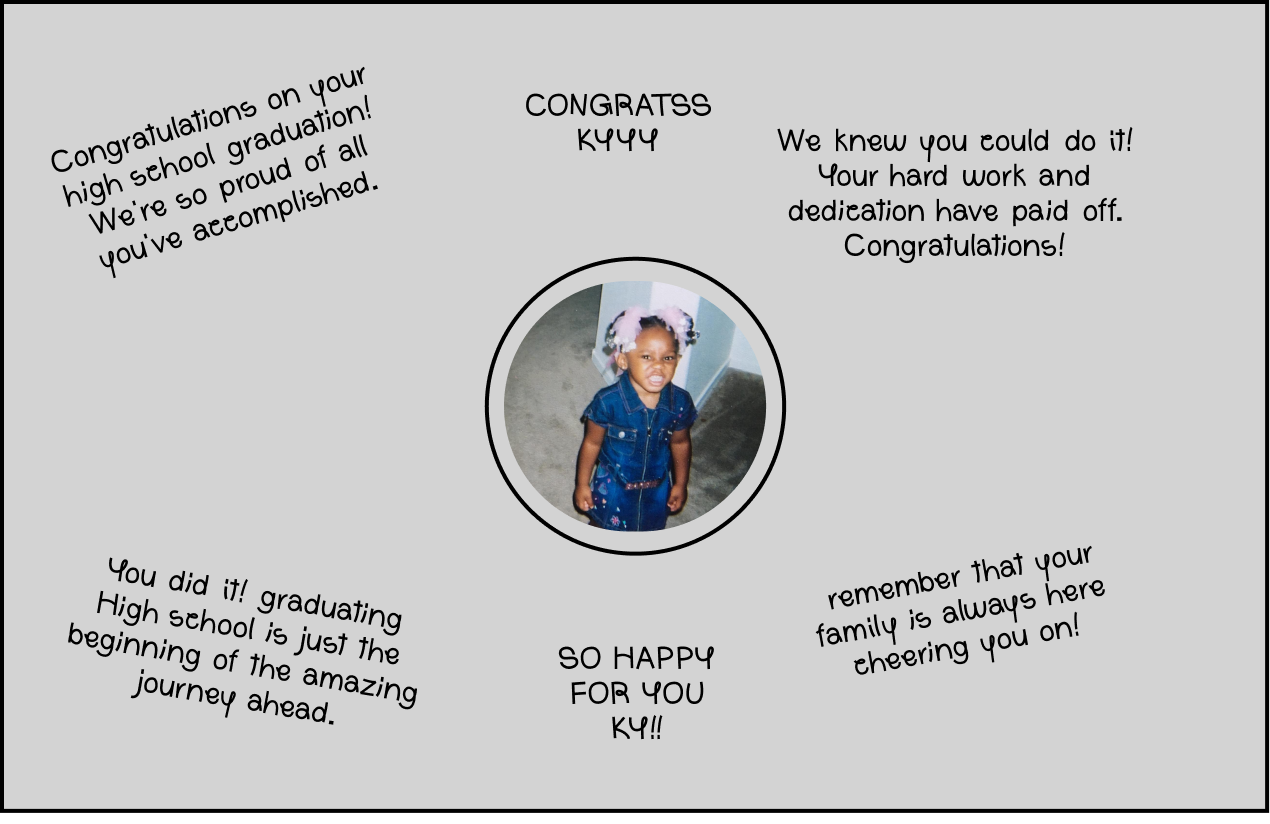 Congratulations on your
high school graduation!
We're so proud of all
you've accomplished.
CONGRATSS
KYYY
We knew you could do it!
Your hard work and
dedication have paid off.
Congratulations!
You did it! graduating
High school is just the
beginning of the amazing
journey ahead.
SO HAPPY
FOR YOU
KY!!
remember that your
family is always here
cheering you on!